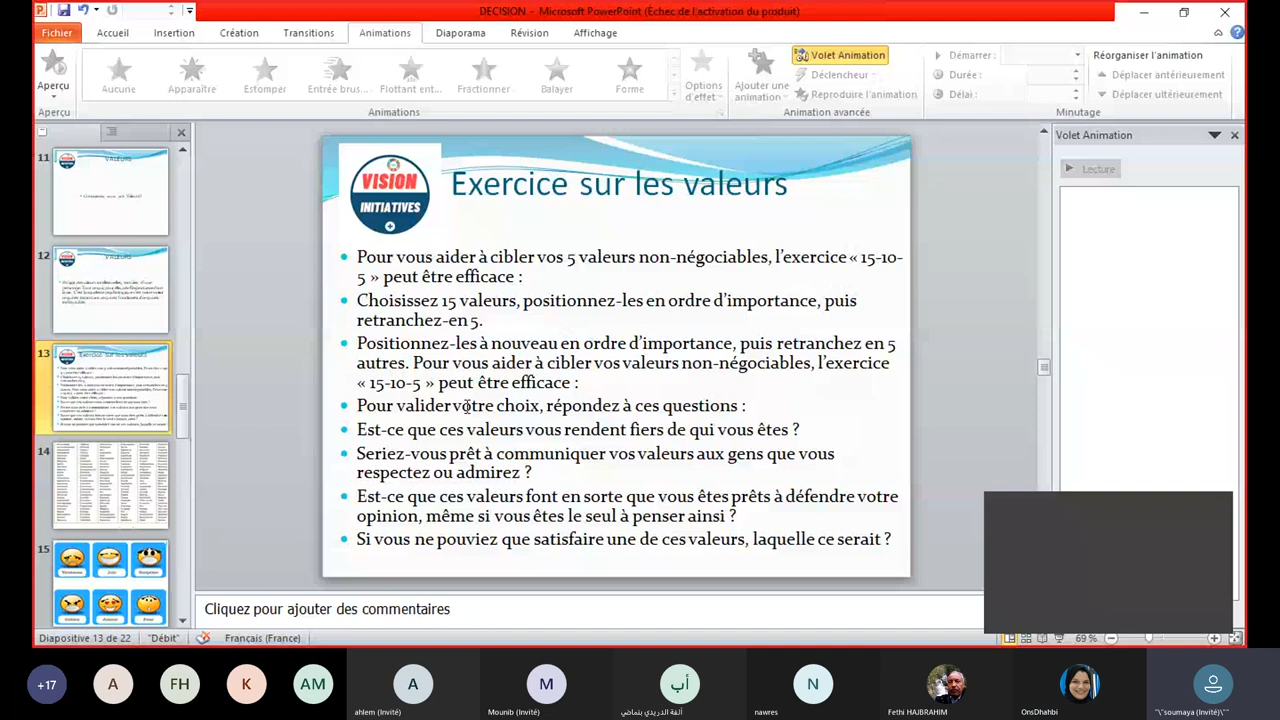 DECISION - Microsoft PowerPoint (Échec de l'activation du produit)
Fichier Accueil Insertion Création Transitions Animations Diaporama Révision Affichage
Aperçu
Aucune Apparaître Estomper Entrée brus... Flottant ent... Fractionner Balayer Forme
Options d'effet
Ajouter une animation
Volet Animation
Déclencheur
Reproduire l'animation
Démarrer :
Durée :
Délai :
Réorganiser l'animation
Déplacer antérieurement
Déplacer ultérieurement
Aperçu Animations Animation avancée Minutage
11
VALEURS
12
VALEURS
13
Exercice sur les valeurs
14
15
VISION
INITIATIVES
Exercice sur les valeurs
Pour vous aider à cibler vos 5 valeurs non-négociables, l'exercice « 15-10-
5 » peut être efficace :
Choisissez 15 valeurs, positionnez-les en ordre d'importance, puis
retranchez-en 5.
Positionnez-les à nouveau en ordre d'importance, puis retranchez en 5
autres. Pour vous aider à cibler vos valeurs non-négociables, l'exercice
« 15-10-5 » peut être efficace :
Pour valider votre choix, répondez à ces questions :
Est-ce que ces valeurs vous rendent fiers de qui vous êtes ?
Seriez-vous prêt à communiquer vos valeurs aux gens que vous
respectez ou admirez ?
Est-ce que ces valeurs font en sorte que vous êtes prêts à défendre votre
opinion, même si vous êtes le seul à penser ainsi ?
Si vous ne pouviez que satisfaire une de ces valeurs, laquelle ce serait ?
Volet Animation
Lecture
Cliquez pour ajouter des commentaires
Diapositive 13 de 22 "Débit" Français (France) 69 %
+17 A FH K AM A M أب N
ahlem (Invité) Mounib (Invité) ألفة الدريدي بنماضي nawres Fethi HAJBRAHIM OnsDhahbi "\"soumaya (Invité)\""